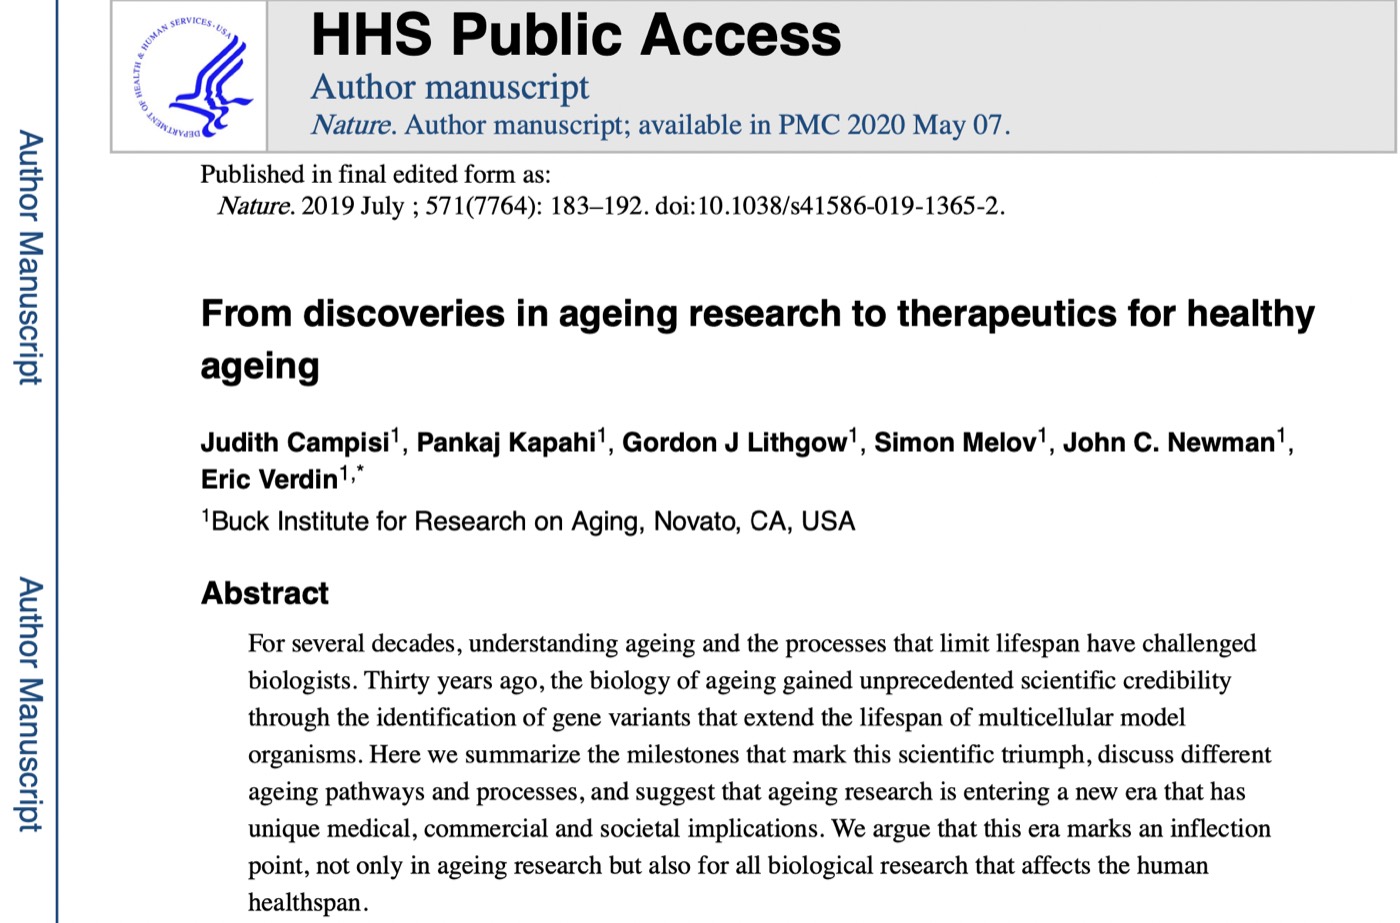 DEPARTMENT OF HEALTH & HUMAN SERVICES · USA
HHS Public Access
Author manuscript
Nature. Author manuscript; available in PMC 2020 May 07.
Published in final edited form as:
Nature. 2019 July ; 571(7764): 183–192. doi:10.1038/s41586-019-1365-2.
From discoveries in ageing research to therapeutics for healthy
ageing
Judith Campisi1, Pankaj Kapahi1, Gordon J Lithgow1, Simon Melov1, John C. Newman1,
Eric Verdin1,*
1Buck Institute for Research on Aging, Novato, CA, USA
Abstract
For several decades, understanding ageing and the processes that limit lifespan have challenged
biologists. Thirty years ago, the biology of ageing gained unprecedented scientific credibility
through the identification of gene variants that extend the lifespan of multicellular model
organisms. Here we summarize the milestones that mark this scientific triumph, discuss different
ageing pathways and processes, and suggest that ageing research is entering a new era that has
unique medical, commercial and societal implications. We argue that this era marks an inflection
point, not only in ageing research but also for all biological research that affects the human
healthspan.
Author Manuscript
Author Manuscript